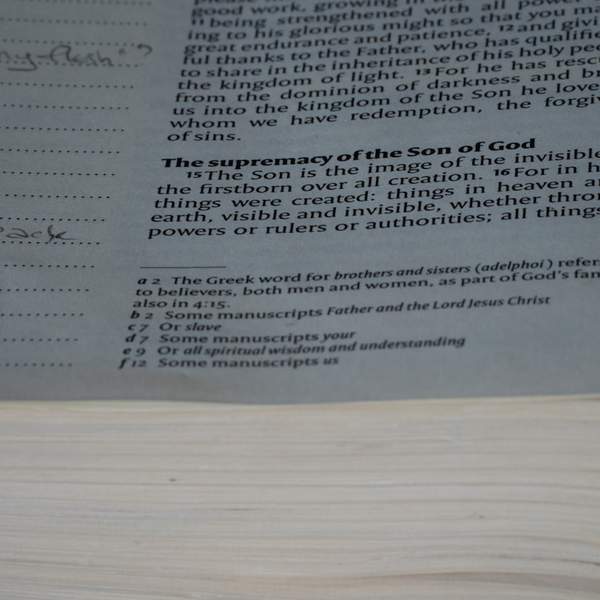 good work, growing in
11 being strengthened with all power
ing to his glorious might so that you ma
great endurance and patience, 12 and givi
ful thanks to the Father, who has qualifie
to share in the inheritance of his holy pe
the kingdom of light. 13 For he has resc
from the dominion of darkness and br
us into the kingdom of the Son he love
whom we have redemption, the forgiv
of sins.
The supremacy of the Son of God
15 The Son is the image of the invisible
the firstborn over all creation. 16 For in h
things were created: things in heaven a
earth, visible and invisible, whether thro
powers or rulers or authorities; all things
a 2 The Greek word for brothers and sisters (adelphoi) refers
to believers, both men and women, as part of God's fam
also in 4:15.
b 2 Some manuscripts Father and the Lord Jesus Christ
c 7 Or slave
d 7 Some manuscripts your
e 9 Or all spiritual wisdom and understanding
f 12 Some manuscripts us